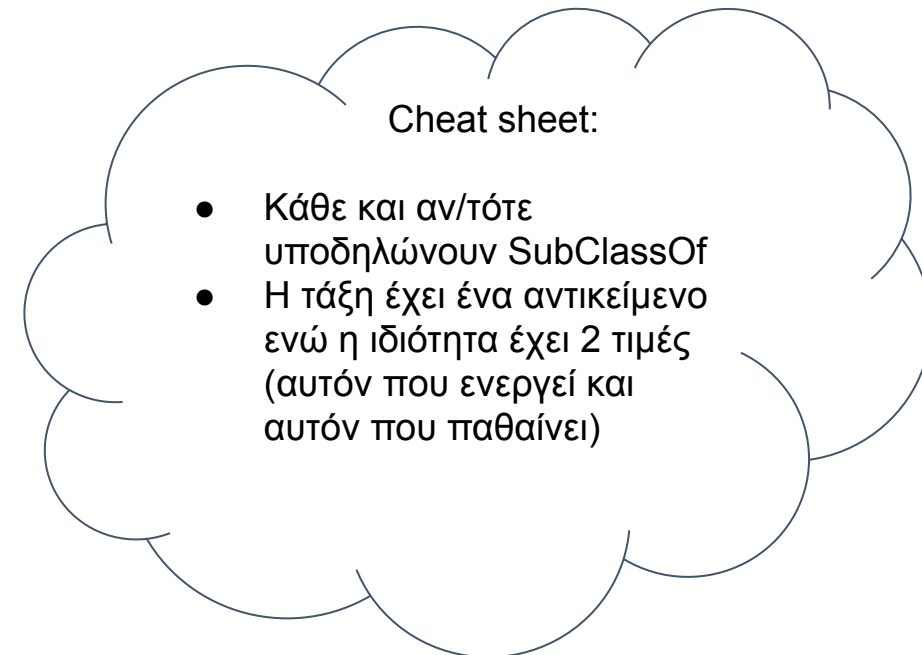 Cheat sheet:
● Κάθε και αν/τότε
υποδηλώνουν SubClassOf
● Η τάξη έχει ένα αντικείμενο
ενώ η ιδιότητα έχει 2 τιμές
(αυτόν που ενεργεί και
αυτόν που παθαίνει)